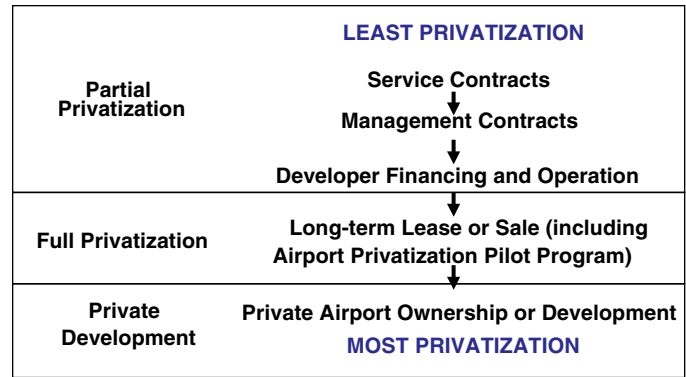 LEAST PRIVATIZATION
Partial
Privatization
Service Contracts
Management Contracts
Developer Financing and Operation
Full Privatization
Long-term Lease or Sale (including
Airport Privatization Pilot Program)
Private
Development
Private Airport Ownership or Development
MOST PRIVATIZATION